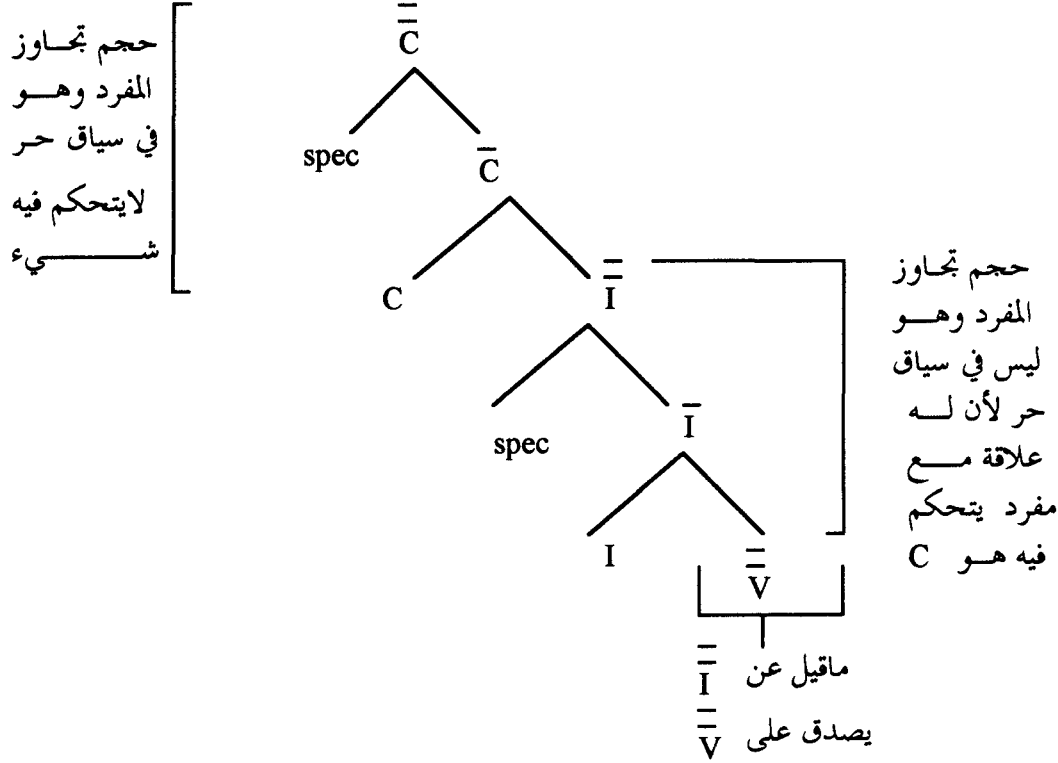 C̿
حجم تجاوز
المفرد وهو
في سياق حر
لايتحكم فيه
شيء
spec
C̄
C
I̿
حجم تجاوز
المفرد وهو
ليس في سياق
حر لأن له
علاقة مع
مفرد يتحكم
فيه هو C
spec
Ī
I
V̿
ماقيل عن I̿
يصدق على V̿